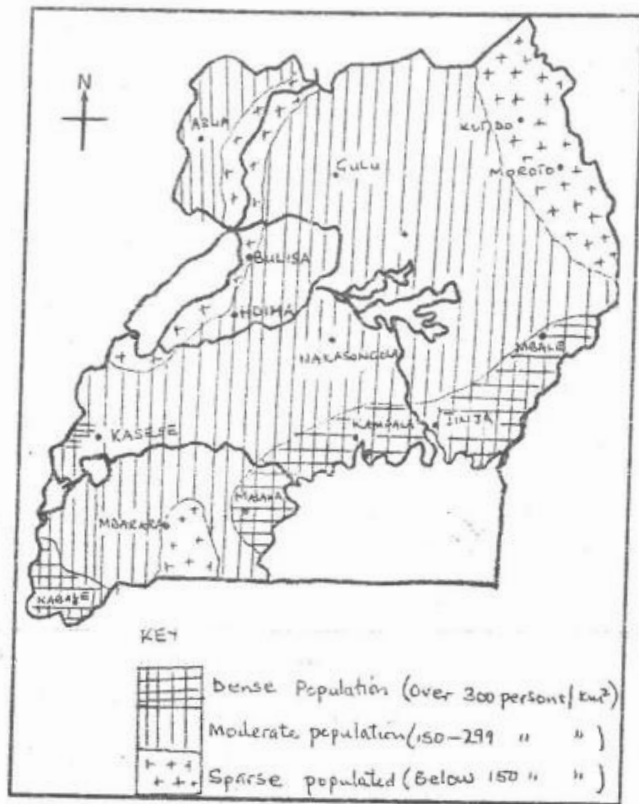 N
ARUA
KOTIDO
GULU
MOROTO
BULISA
HOIMA
MBALE
NAKASONGOLA
KAMPALA
JINJA
KASESE
MASAKA
MBARARA
KABALE
KEY
Dense Population (Over 300 persons/km²)
Moderate population (150-299 " ")
Sparse populated (Below 150 " ")